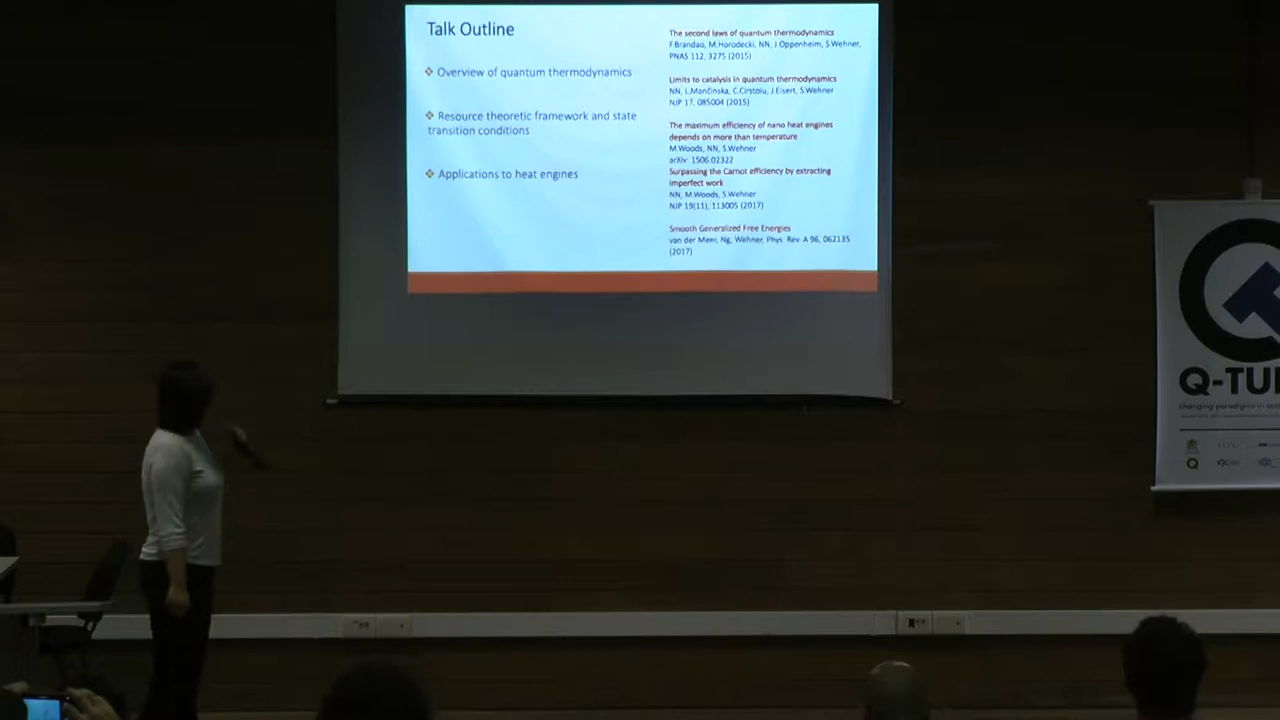 Talk Outline
❖ Overview of quantum thermodynamics
❖ Resource theoretic framework and state
transition conditions
❖ Applications to heat engines
The second laws of quantum thermodynamics
F.Brandao, M.Horodecki, NN, J.Oppenheim, S.Wehner,
PNAS 112, 3275 (2015)
Limits to catalysis in quantum thermodynamics
NN, L.Mančinska, C.Cirstoiu, J.Eisert, S.Wehner
NJP 17, 085004 (2015)
The maximum efficiency of nano heat engines
depends on more than temperature
M.Woods, NN, S.Wehner
arXiv: 1506.02322
Surpassing the Carnot efficiency by extracting
imperfect work
NN, M.Woods, S.Wehner
NJP 19(11), 113005 (2017)
Smooth Generalized Free Energies
van der Meer, Ng, Wehner, Phys. Rev. A 96, 062135
(2017)
Q-TU
changing paradigms in